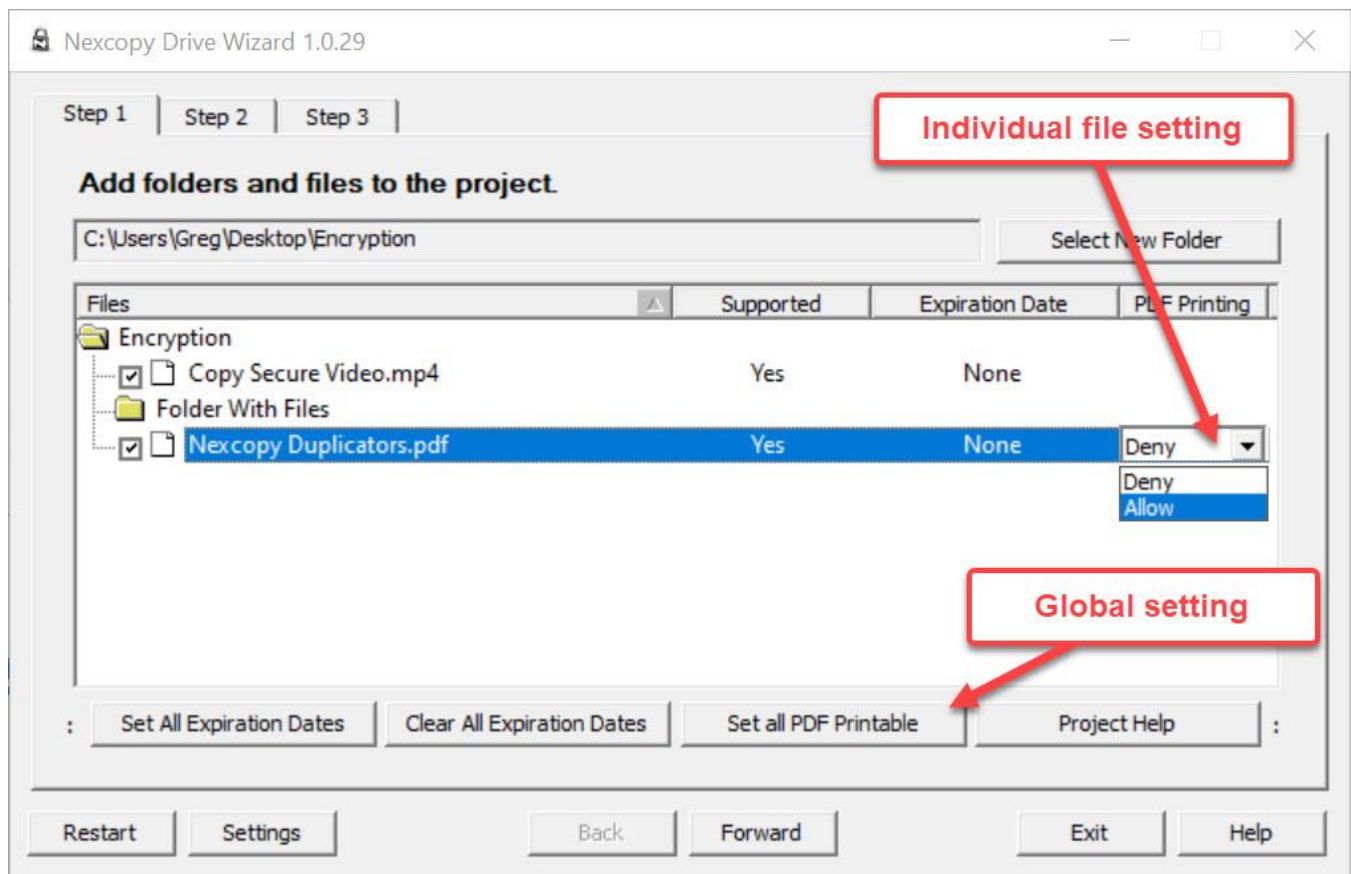 Nexcopy Drive Wizard 1.0.29
Step 1 Step 2 Step 3
Individual file setting
Add folders and files to the project.
C:\Users\Greg\Desktop\Encryption Select New Folder
Files Supported Expiration Date PDF Printing
Encryption
Copy Secure Video.mp4 Yes None
Folder With Files
Nexcopy Duplicators.pdf Yes None Deny
Deny
Allow
Global setting
: Set All Expiration Dates Clear All Expiration Dates Set all PDF Printable Project Help :
Restart Settings Back Forward Exit Help